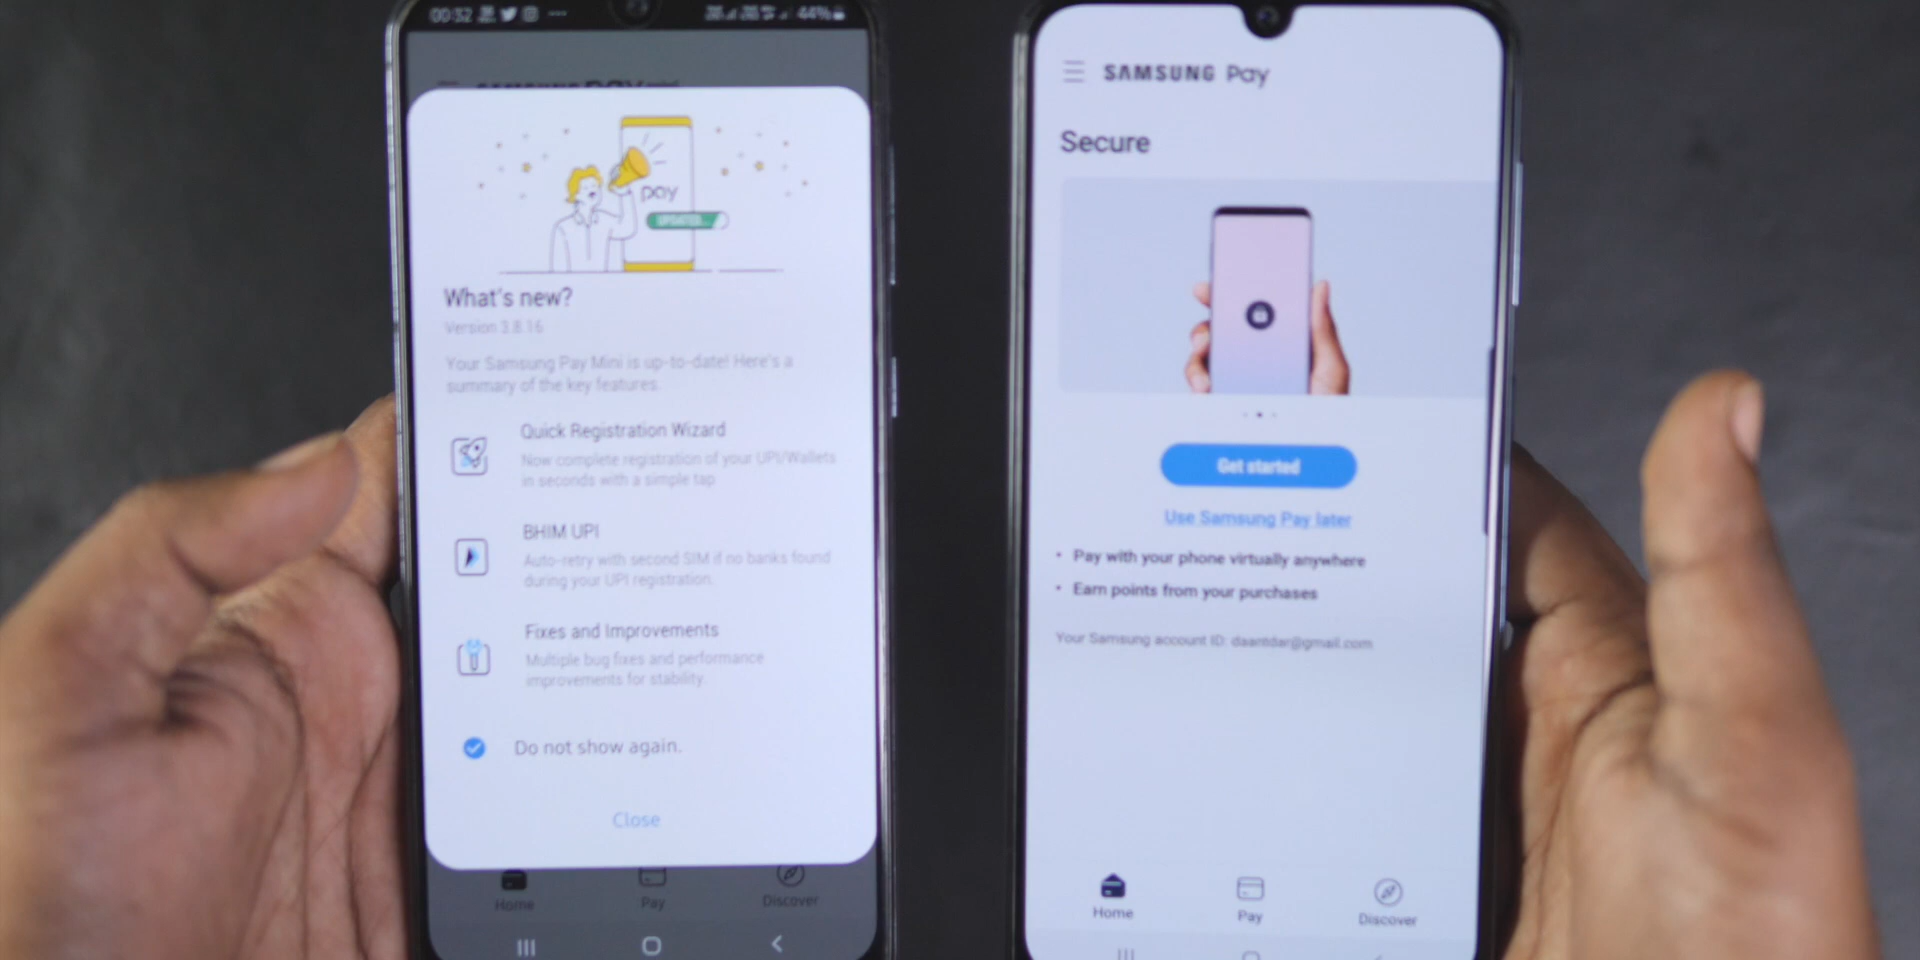 00:32
44%
What's new?
Version 3.8.16
Your Samsung Pay Mini is up-to-date! Here's a
summary of the key features.
Quick Registration Wizard
Now complete registration of your UPI/Wallets
in seconds with a simple tap
BHIM UPI
Auto-retry with second SIM if no banks found
during your UPI registration.
Fixes and Improvements
Multiple bug fixes and performance
improvements for stability.
Do not show again.
Close
Home
Pay
Discover
pay
UPDATED...
SAMSUNG Pay
Secure
Get started
Use Samsung Pay later
• Pay with your phone virtually anywhere
• Earn points from your purchases
Your Samsung account ID: daantdar@gmail.com
Home
Pay
Discover